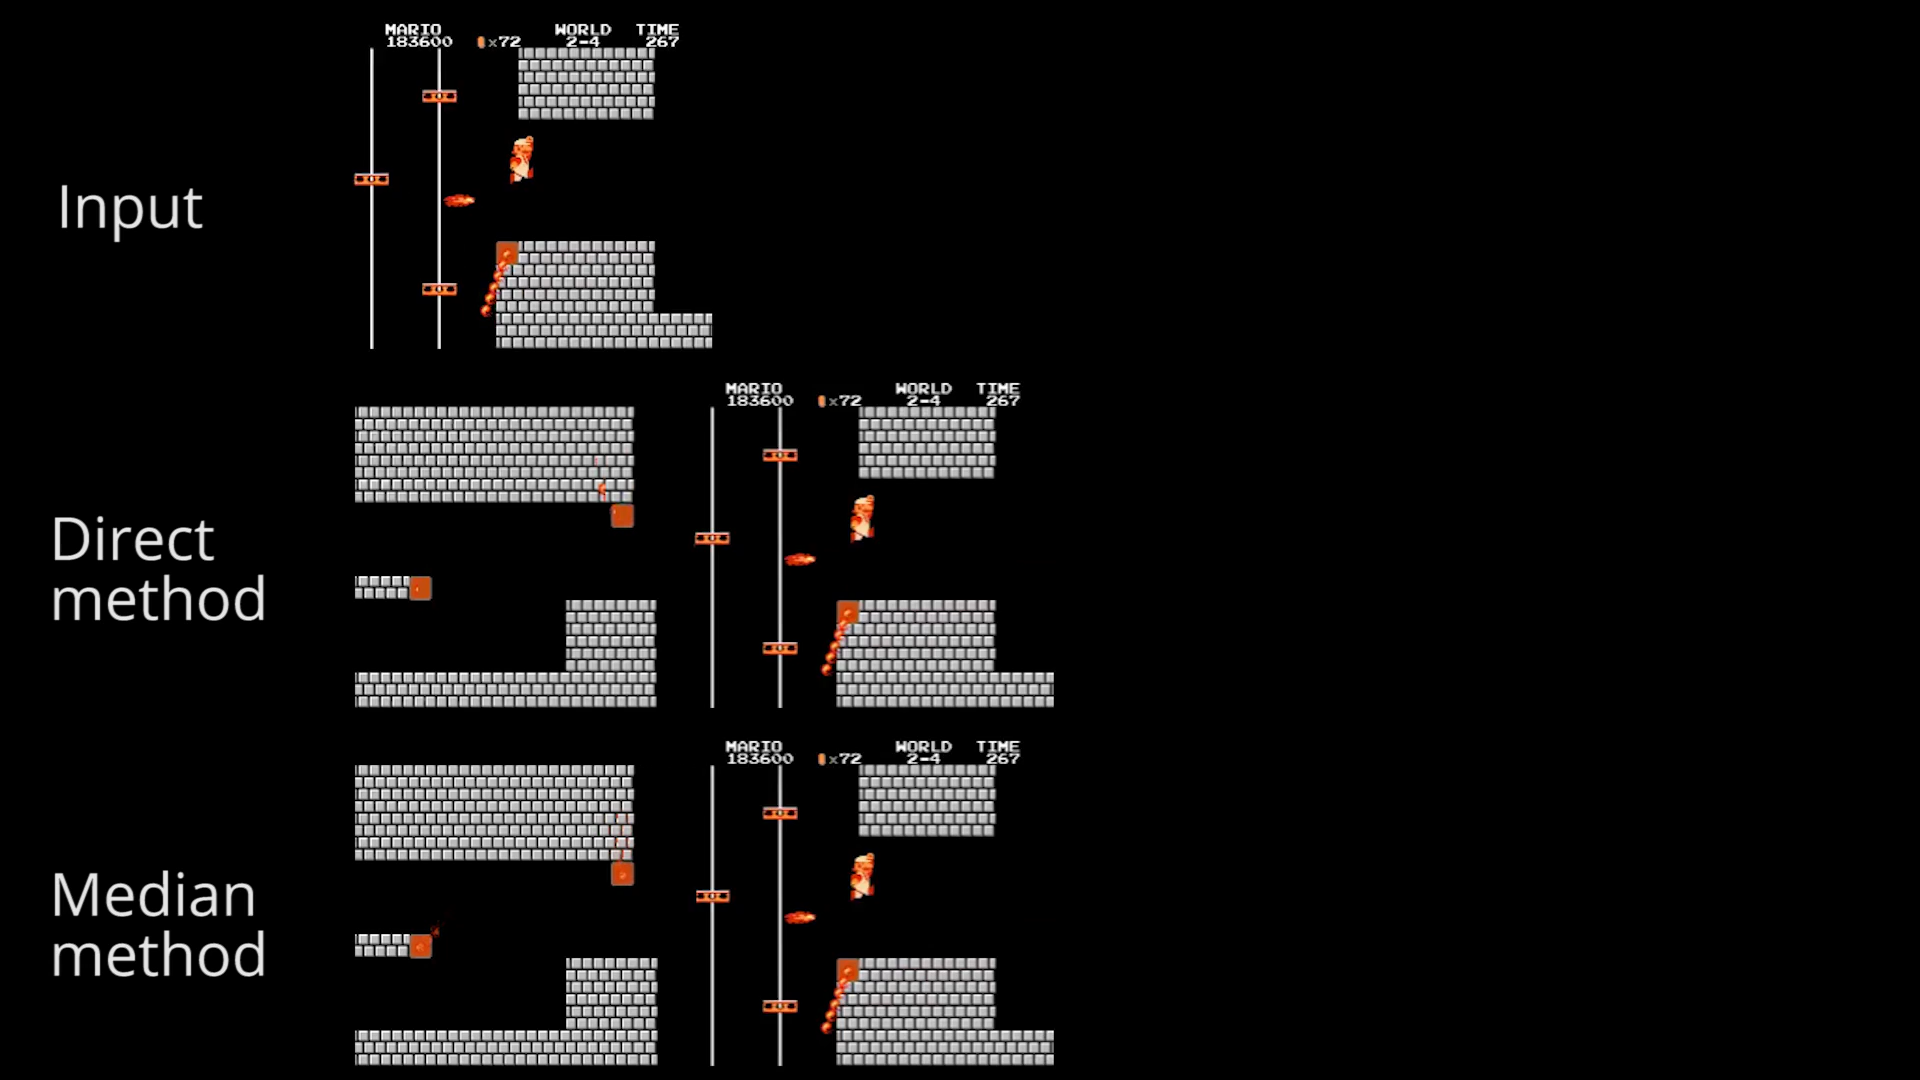 MARIO WORLD TIME
183600 x72 2-4 267
Input
MARIO WORLD TIME
183600 x72 2-4 267
Direct
method
MARIO WORLD TIME
183600 x72 2-4 267
Median
method